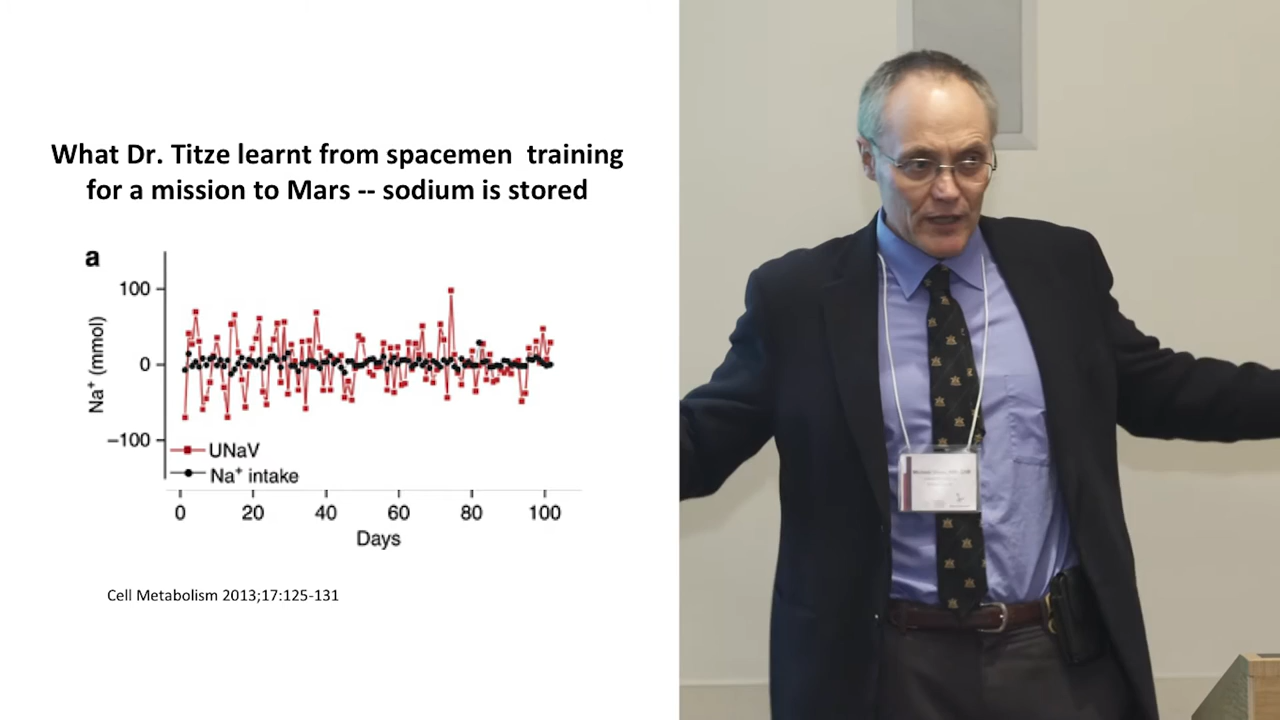 What Dr. Titze learnt from spacemen training
for a mission to Mars -- sodium is stored
a
100
0
−100
Na⁺ (mmol)
UNaV
Na⁺ intake
0 20 40 60 80 100
Days
Cell Metabolism 2013;17:125-131